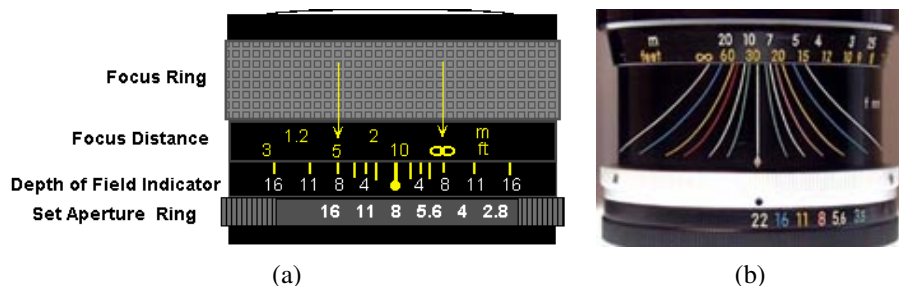 Focus Ring
Focus Distance
1.2 2 m
3 5 10 ∞ ft
Depth of Field Indicator
16 11 8 4 4 8 11 16
Set Aperture Ring
16 11 8 5.6 4 2.8
(a)
m 20 10 7 5 4 3
feet ∞ 60 30 20 15 12 10 9
22 16 11 8 5.6
(b)